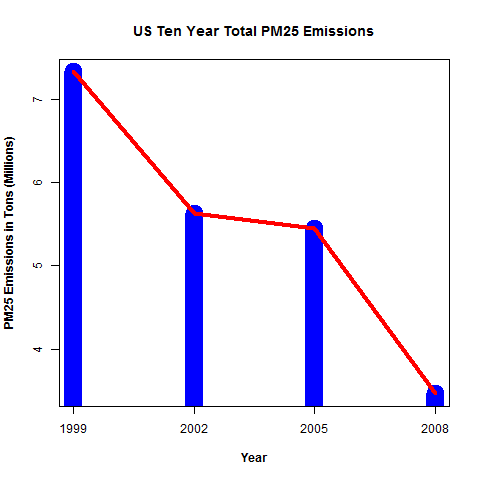 US Ten Year Total PM25 Emissions
PM25 Emissions in Tons (Millions)
7
6
5
4
1999 2002 2005 2008
Year